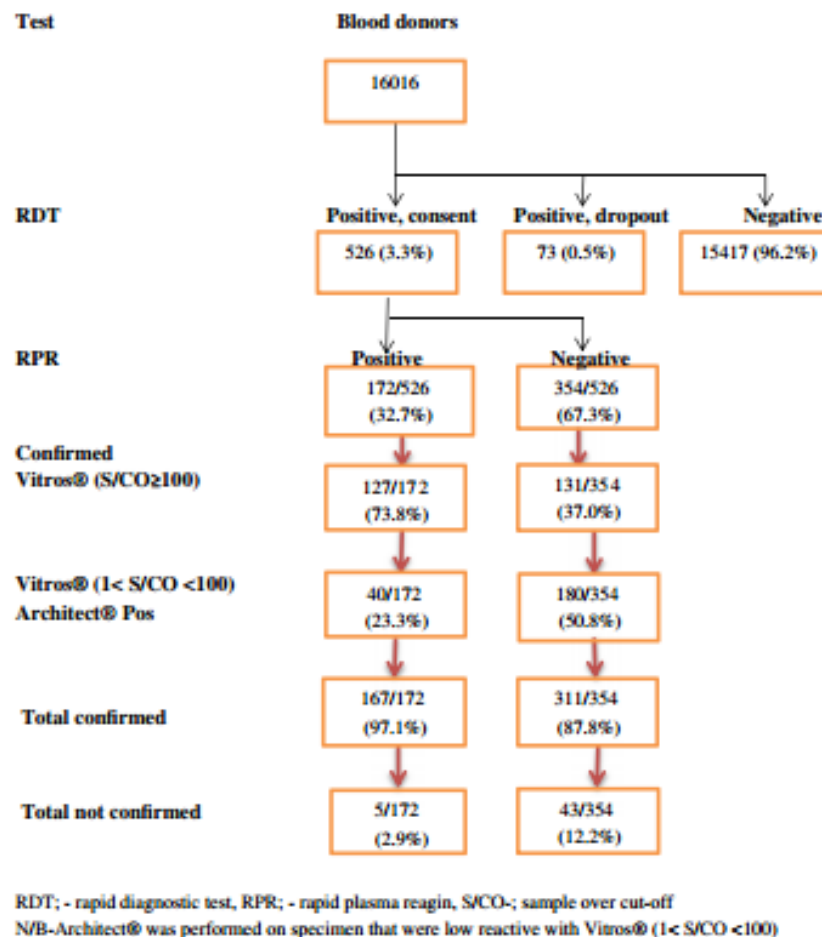 Test Blood donors
16016
RDT Positive, consent Positive, dropout Negative
526 (3.3%) 73 (0.5%) 15417 (96.2%)
RPR Positive Negative
172/526 354/526
(32.7%) (67.3%)
Confirmed
Vitros® (S/CO≥100)
127/172 131/354
(73.8%) (37.0%)
Vitros® (1< S/CO <100)
Architect® Pos
40/172 180/354
(23.3%) (50.8%)
Total confirmed
167/172 311/354
(97.1%) (87.8%)
Total not confirmed
5/172 43/354
(2.9%) (12.2%)
RDT; - rapid diagnostic test, RPR; - rapid plasma reagin, S/CO-; sample over cut-off
N/B-Architect® was performed on specimen that were low reactive with Vitros® (1< S/CO <100)